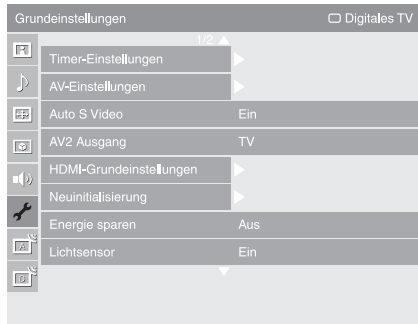 Grundeinstellungen Digitales TV
1/2
Timer-Einstellungen
AV-Einstellungen
Auto S Video Ein
AV2 Ausgang TV
HDMI-Grundeinstellungen
Neuinitialisierung
Energie sparen Aus
Lichtsensor Ein
A